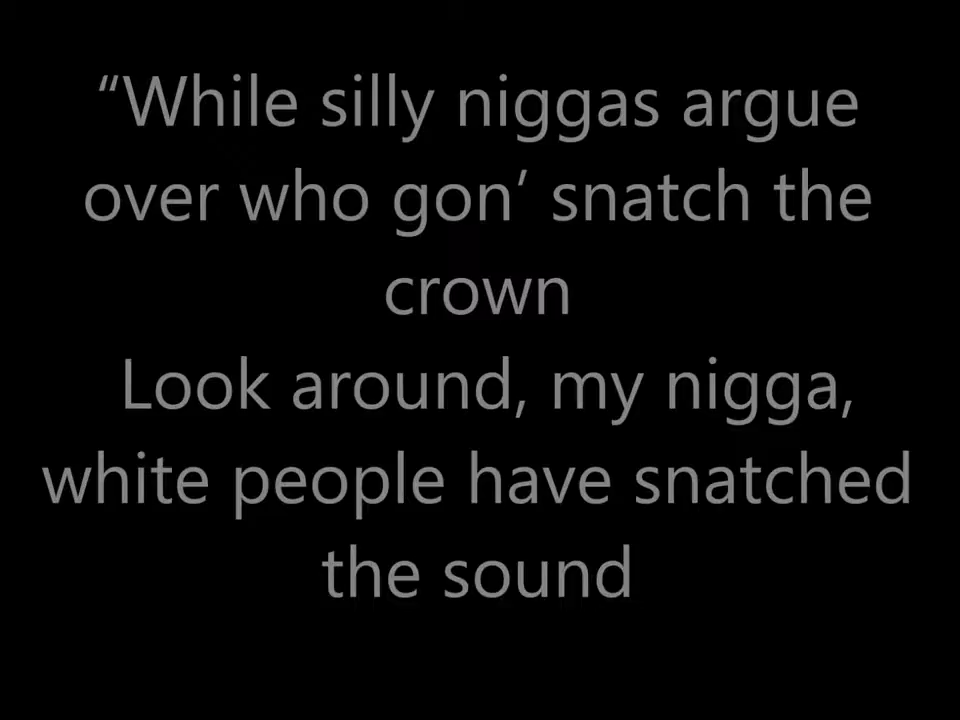 “While silly niggas argue
over who gon’ snatch the
crown
Look around, my nigga,
white people have snatched
the sound